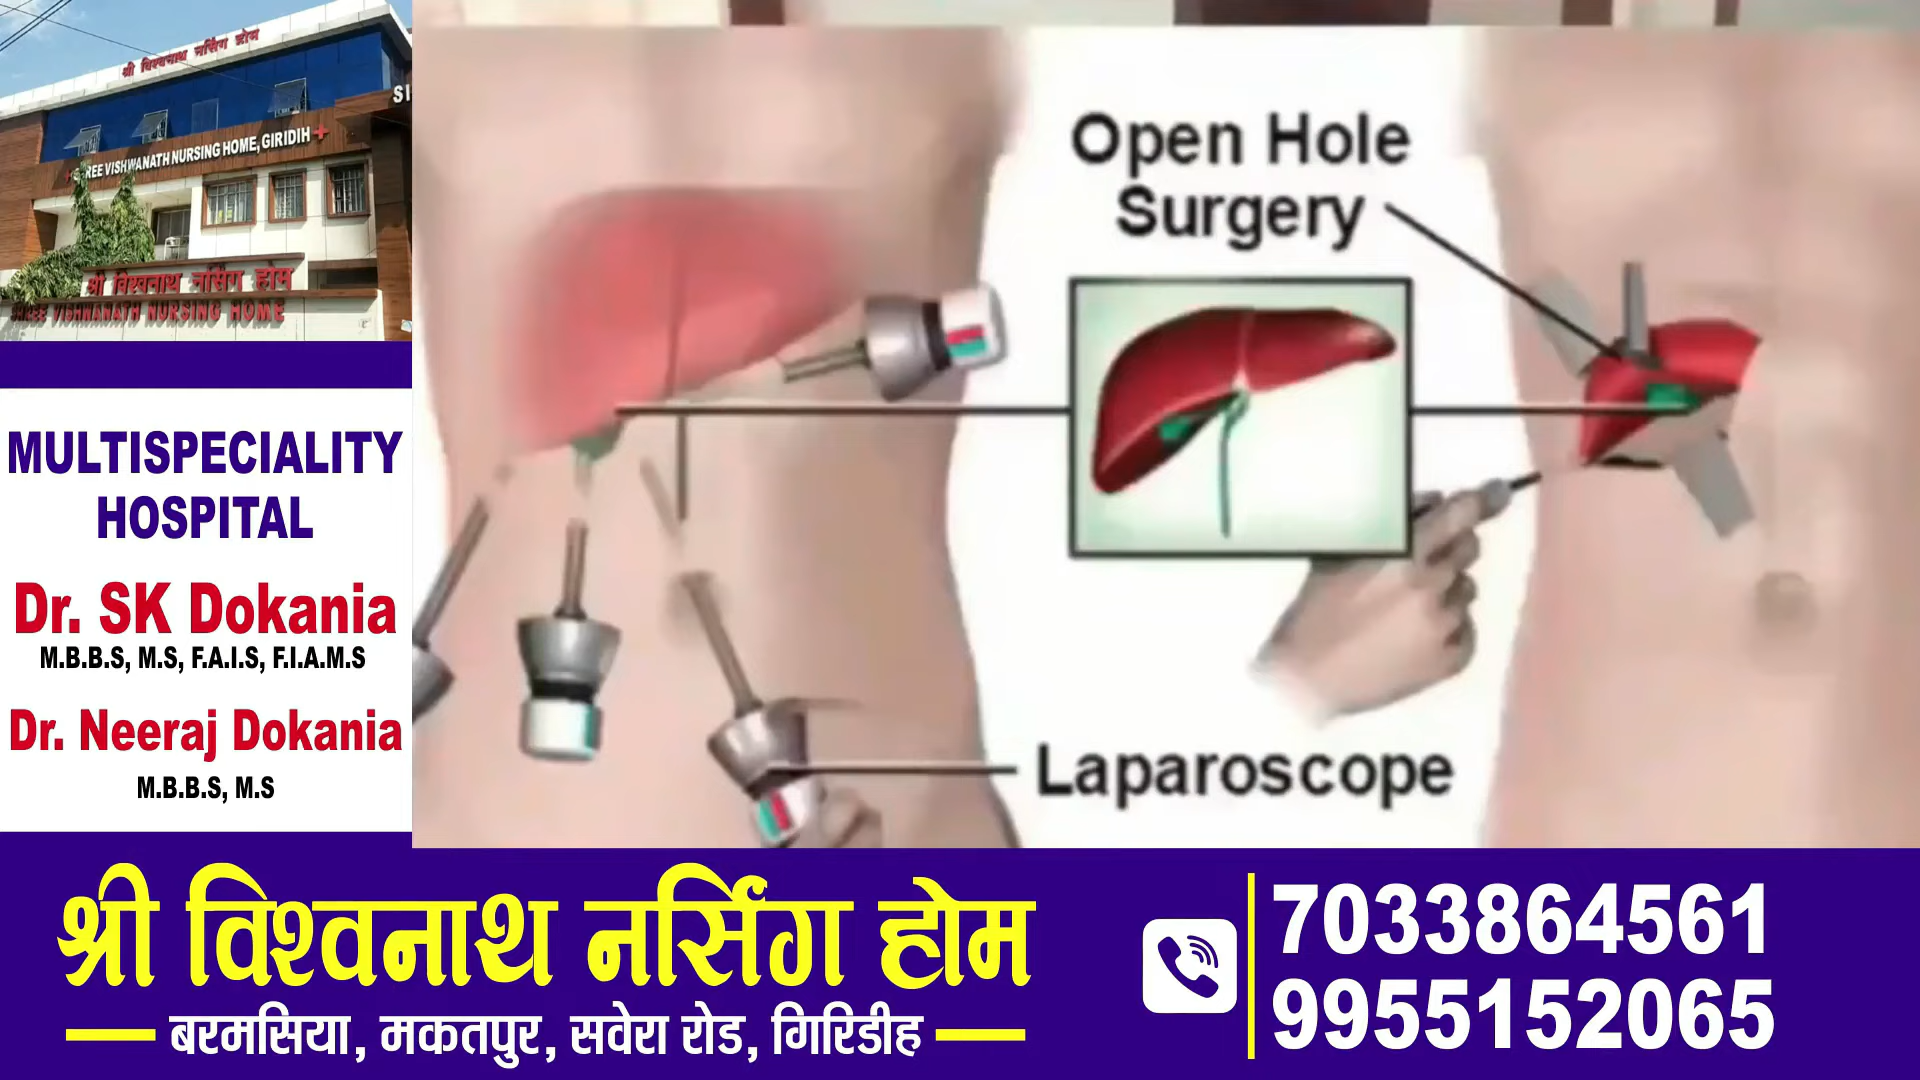 श्री विश्वनाथ नर्सिंग होम
SHREE VISHWANATH NURSING HOME, GIRIDIH
श्री विश्वनाथ नर्सिंग होम
SHREE VISHWANATH NURSING HOME
MULTISPECIALITY
HOSPITAL
Dr. SK Dokania
M.B.B.S, M.S, F.A.I.S, F.I.A.M.S
Dr. Neeraj Dokania
M.B.B.S, M.S
Open Hole
Surgery
Laparoscope
श्री विश्वनाथ नर्सिंग होम
बरमसिया, मकतपुर, सवेरा रोड, गिरिडीह
7033864561
9955152065